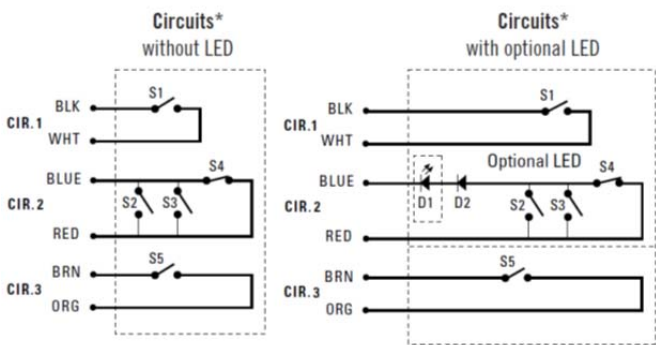 Circuits*
without LED
S1
BLK
CIR.1
WHT
S4
BLUE
S2 S3
CIR.2
RED
S5
BRN
CIR.3
ORG
Circuits*
with optional LED
S1
BLK
CIR.1
WHT
Optional LED
S4
BLUE
D1 D2 S2 S3
CIR.2
RED
S5
BRN
CIR.3
ORG